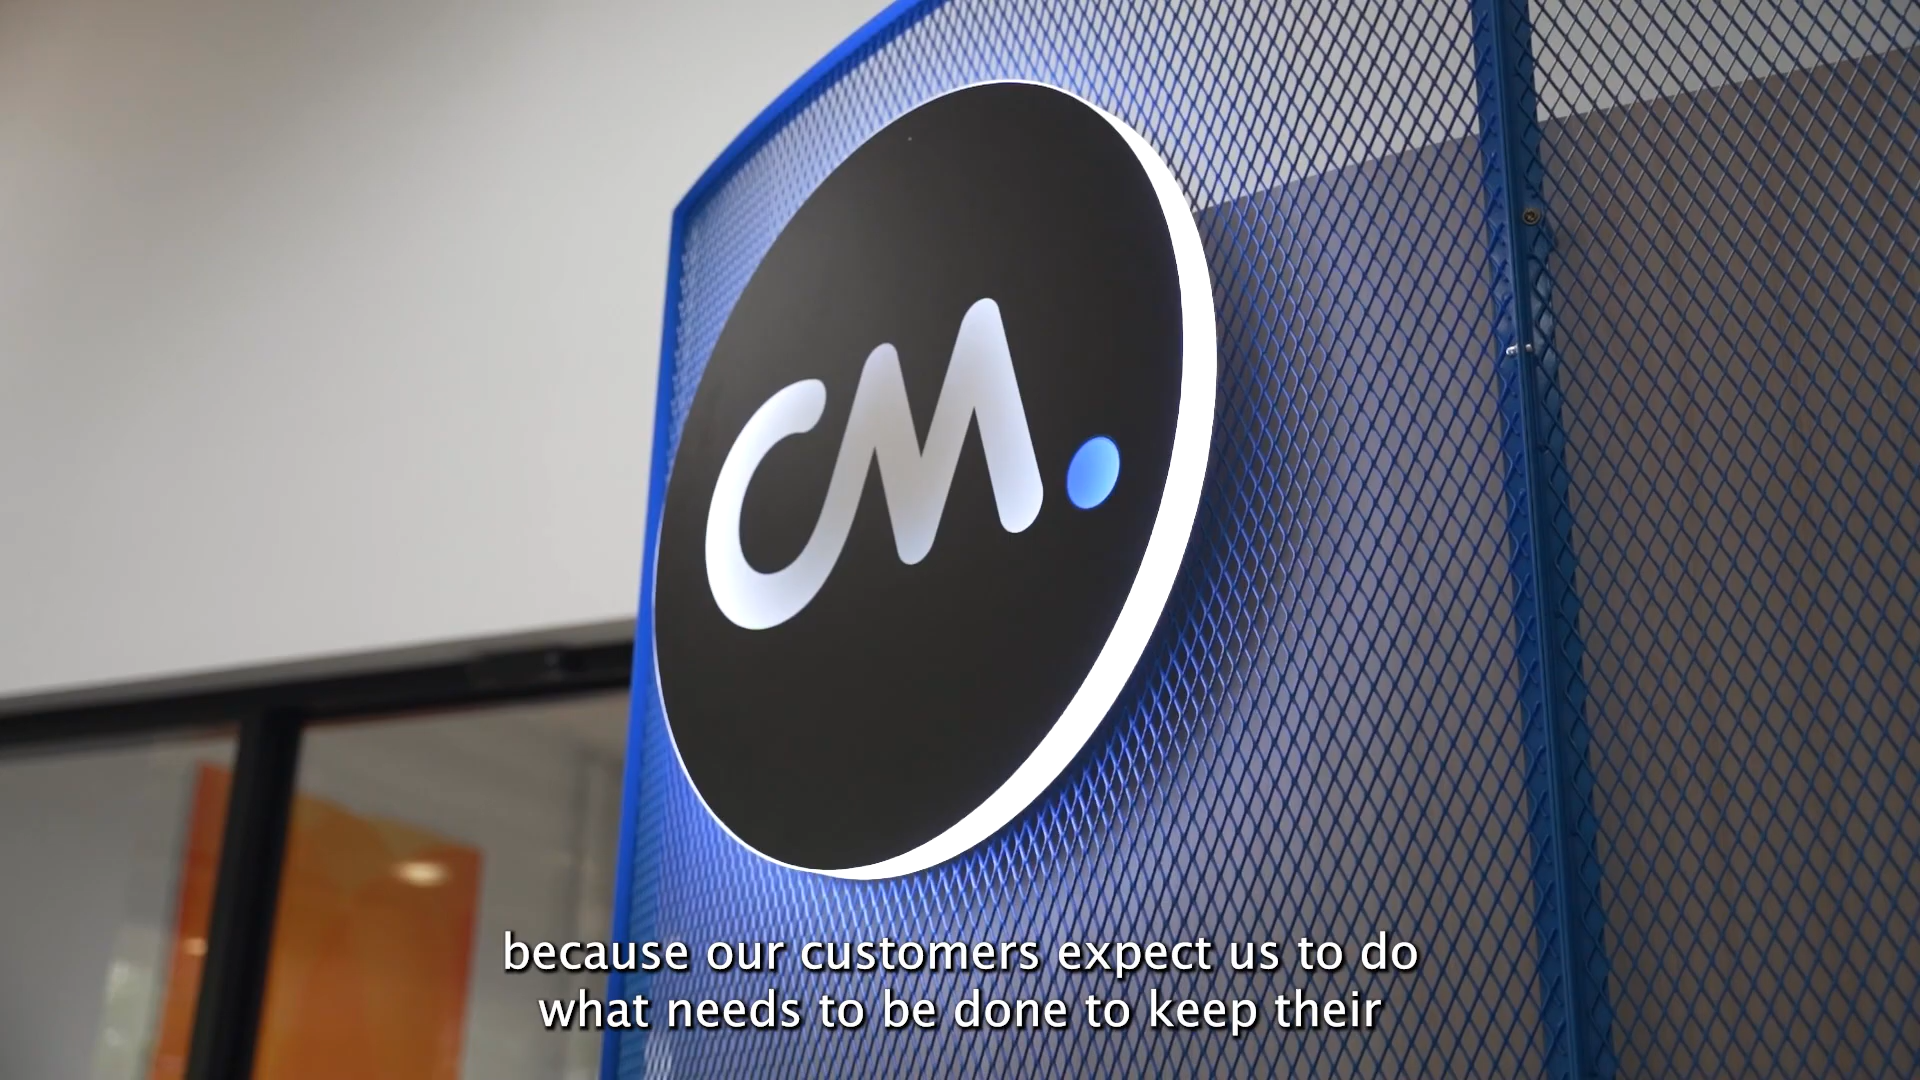 CM.
because our customers expect us to do
what needs to be done to keep their